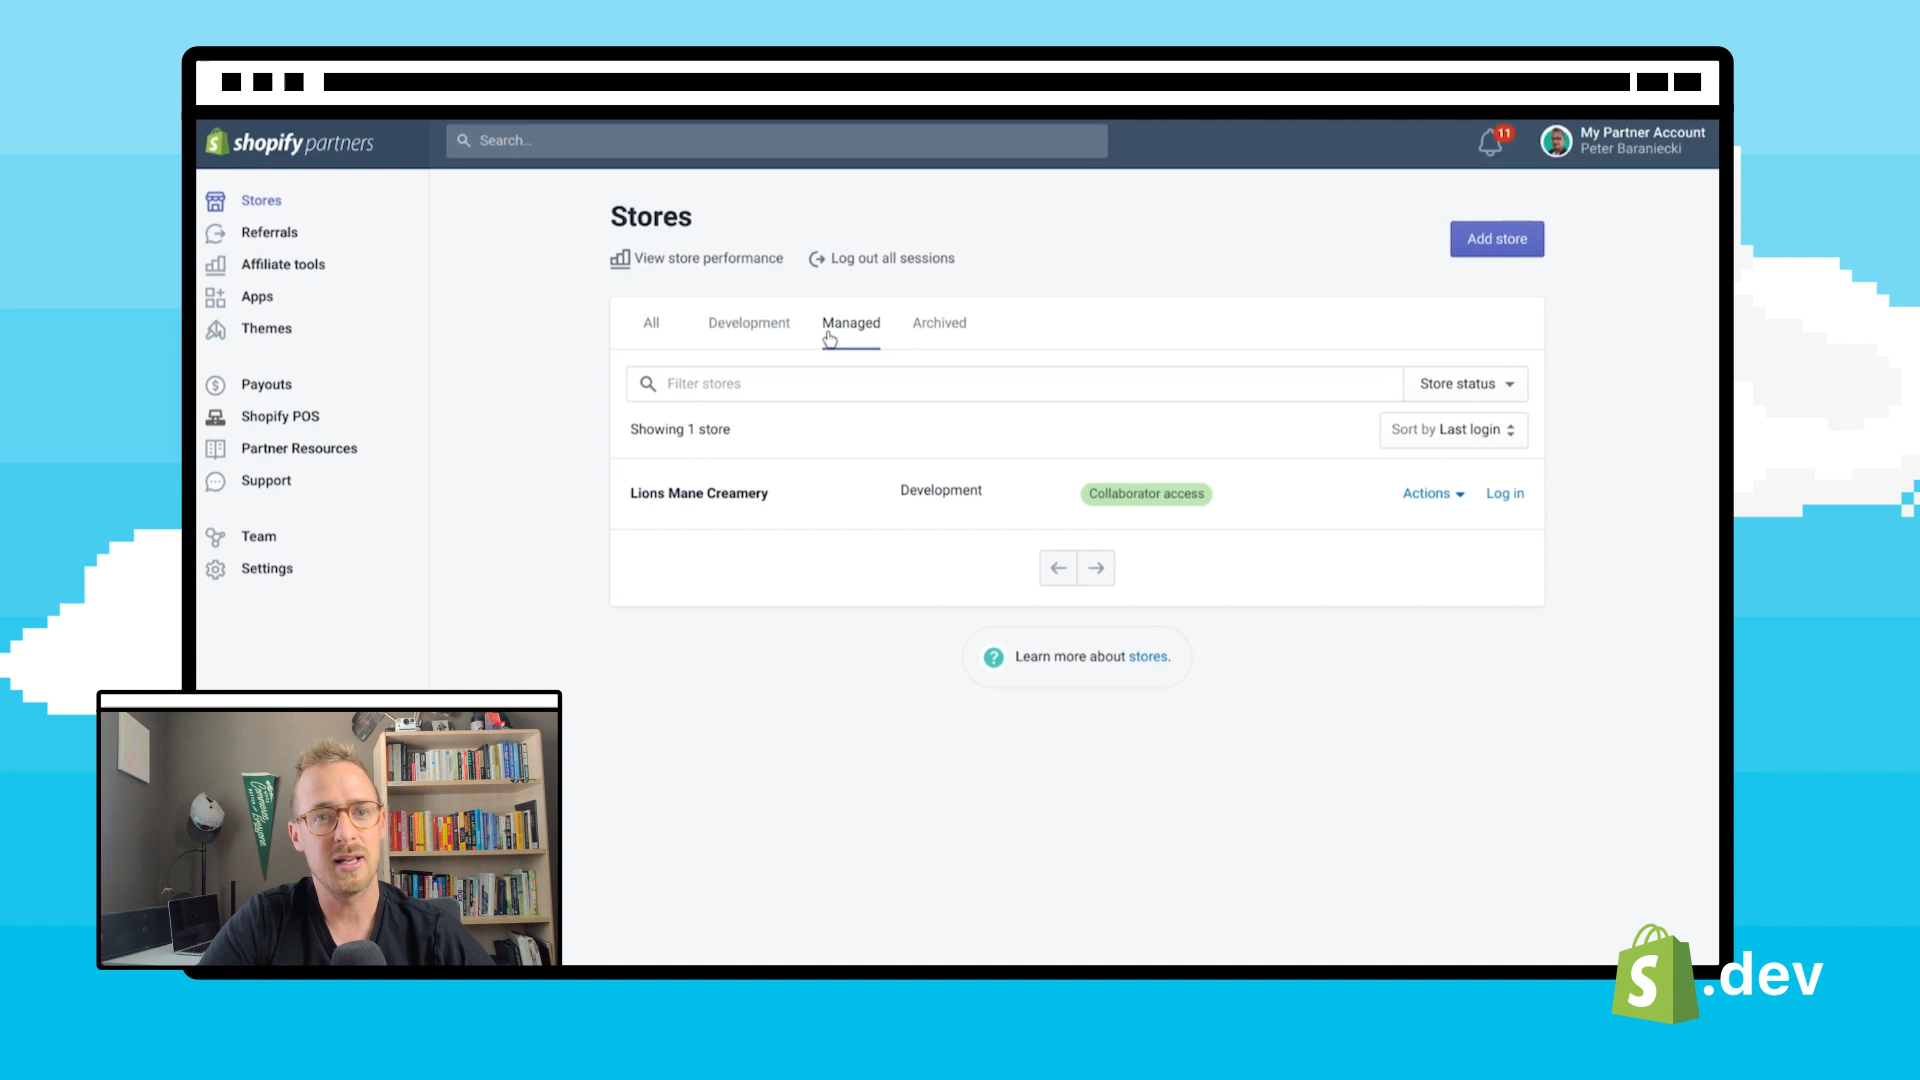 shopify partners
Search...
11
My Partner Account
Peter Baraniecki
Stores
Referrals
Affiliate tools
Apps
Themes
Payouts
Shopify POS
Partner Resources
Support
Team
Settings
Stores
View store performance
Log out all sessions
Add store
All
Development
Managed
Archived
Filter stores
Store status
Showing 1 store
Sort by Last login
Lions Mane Creamery
Development
Collaborator access
Actions
Log in
? Learn more about stores.
Commerce
Everyone
S .dev